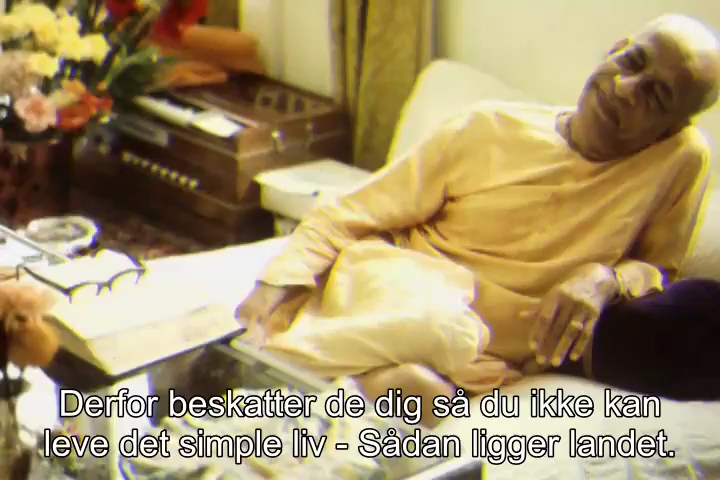 Derfor beskatter de dig så du ikke kan
leve det simple liv - Sådan ligger landet.